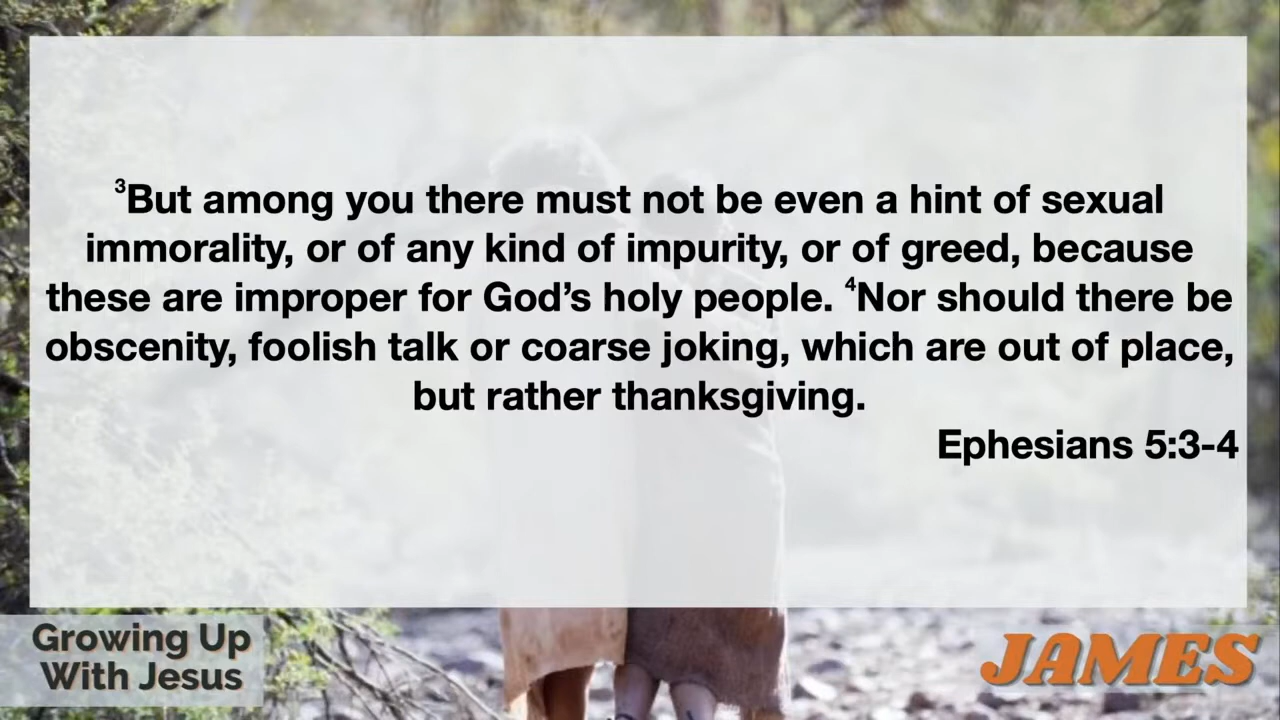 ³But among you there must not be even a hint of sexual
immorality, or of any kind of impurity, or of greed, because
these are improper for God’s holy people. ⁴Nor should there be
obscenity, foolish talk or coarse joking, which are out of place,
but rather thanksgiving.
Ephesians 5:3-4
Growing Up
With Jesus
JAMES